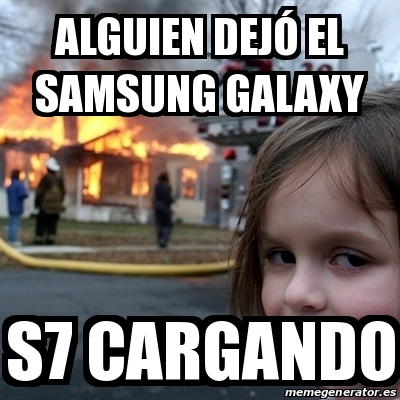 ALGUIEN DEJÓ EL
SAMSUNG GALAXY
S7 CARGANDO
memegenerator.es